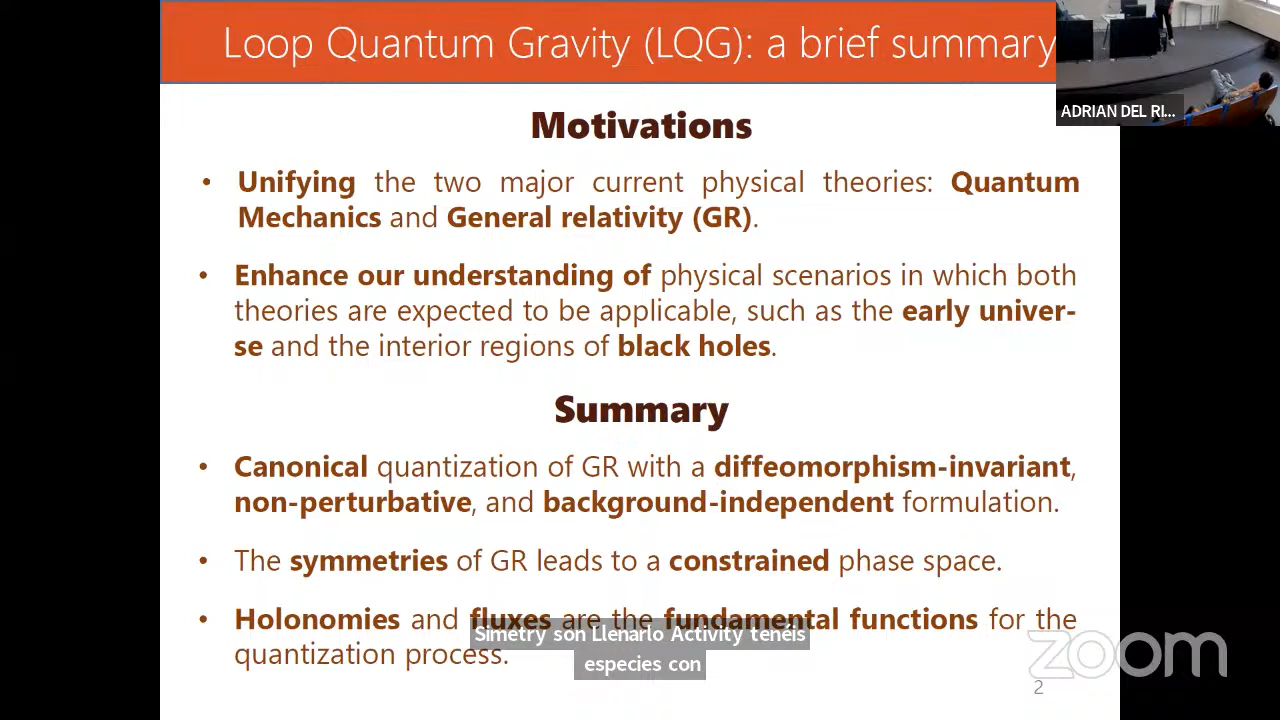 Loop Quantum Gravity (LQG): a brief summary
ADRIAN DEL RI...
Motivations
• Unifying the two major current physical theories: Quantum
Mechanics and General relativity (GR).
• Enhance our understanding of physical scenarios in which both
theories are expected to be applicable, such as the early univer-
se and the interior regions of black holes.
Summary
• Canonical quantization of GR with a diffeomorphism-invariant,
non-perturbative, and background-independent formulation.
• The symmetries of GR leads to a constrained phase space.
• Holonomies and fluxes are the fundamental functions for the
quantization process.
Simetry son Llenarlo Activity tenéis
especies con
zoom
2